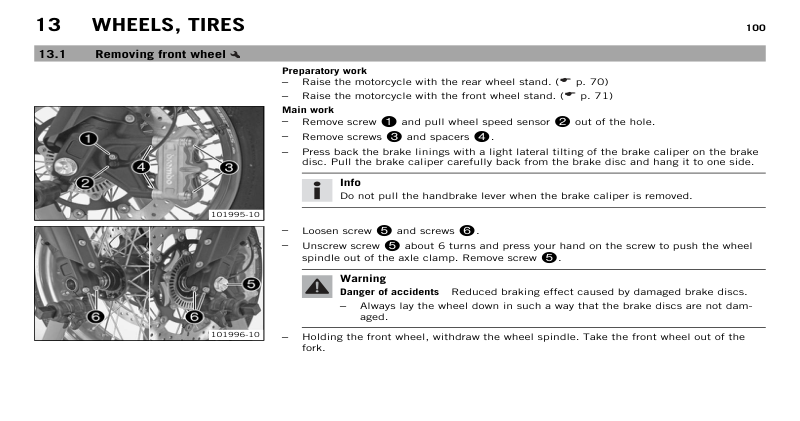 13 WHEELS, TIRES
100
13.1 Removing front wheel
Preparatory work
– Raise the motorcycle with the rear wheel stand. (☛ p. 70)
– Raise the motorcycle with the front wheel stand. (☛ p. 71)
1
2
4
3
101995-10
Main work
– Remove screw 1 and pull wheel speed sensor 2 out of the hole.
– Remove screws 3 and spacers 4.
– Press back the brake linings with a light lateral tilting of the brake caliper on the brake
disc. Pull the brake caliper carefully back from the brake disc and hang it to one side.
Info
Do not pull the handbrake lever when the brake caliper is removed.
5
6
6
101996-10
– Loosen screw 5 and screws 6.
– Unscrew screw 5 about 6 turns and press your hand on the screw to push the wheel
spindle out of the axle clamp. Remove screw 5.
Warning
Danger of accidents Reduced braking effect caused by damaged brake discs.
– Always lay the wheel down in such a way that the brake discs are not dam-
aged.
– Holding the front wheel, withdraw the wheel spindle. Take the front wheel out of the
fork.